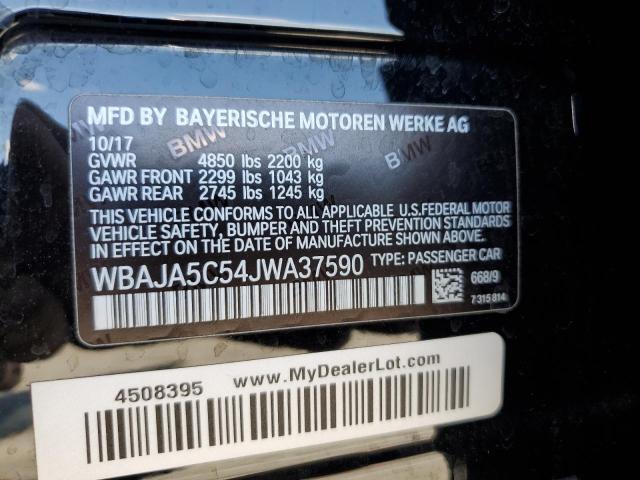 MFD BY BAYERISCHE MOTOREN WERKE AG
10/17
BMW
BMW
GVWR 4850 lbs 2200 kg
GAWR FRONT 2299 lbs 1043 kg
GAWR REAR 2745 lbs 1245 kg
THIS VEHICLE CONFORMS TO ALL APPLICABLE U.S.FEDERAL MOTOR
VEHICLE SAFETY, BUMPER AND THEFT PREVENTION
STANDARDS IN EFFECT ON THE DATE OF MANUFACTURE
WBAJA5C54JWA37590 TYPE: PASSENGER CAR
668/9
7 315 814
4508395 www.MyDealerLot.com